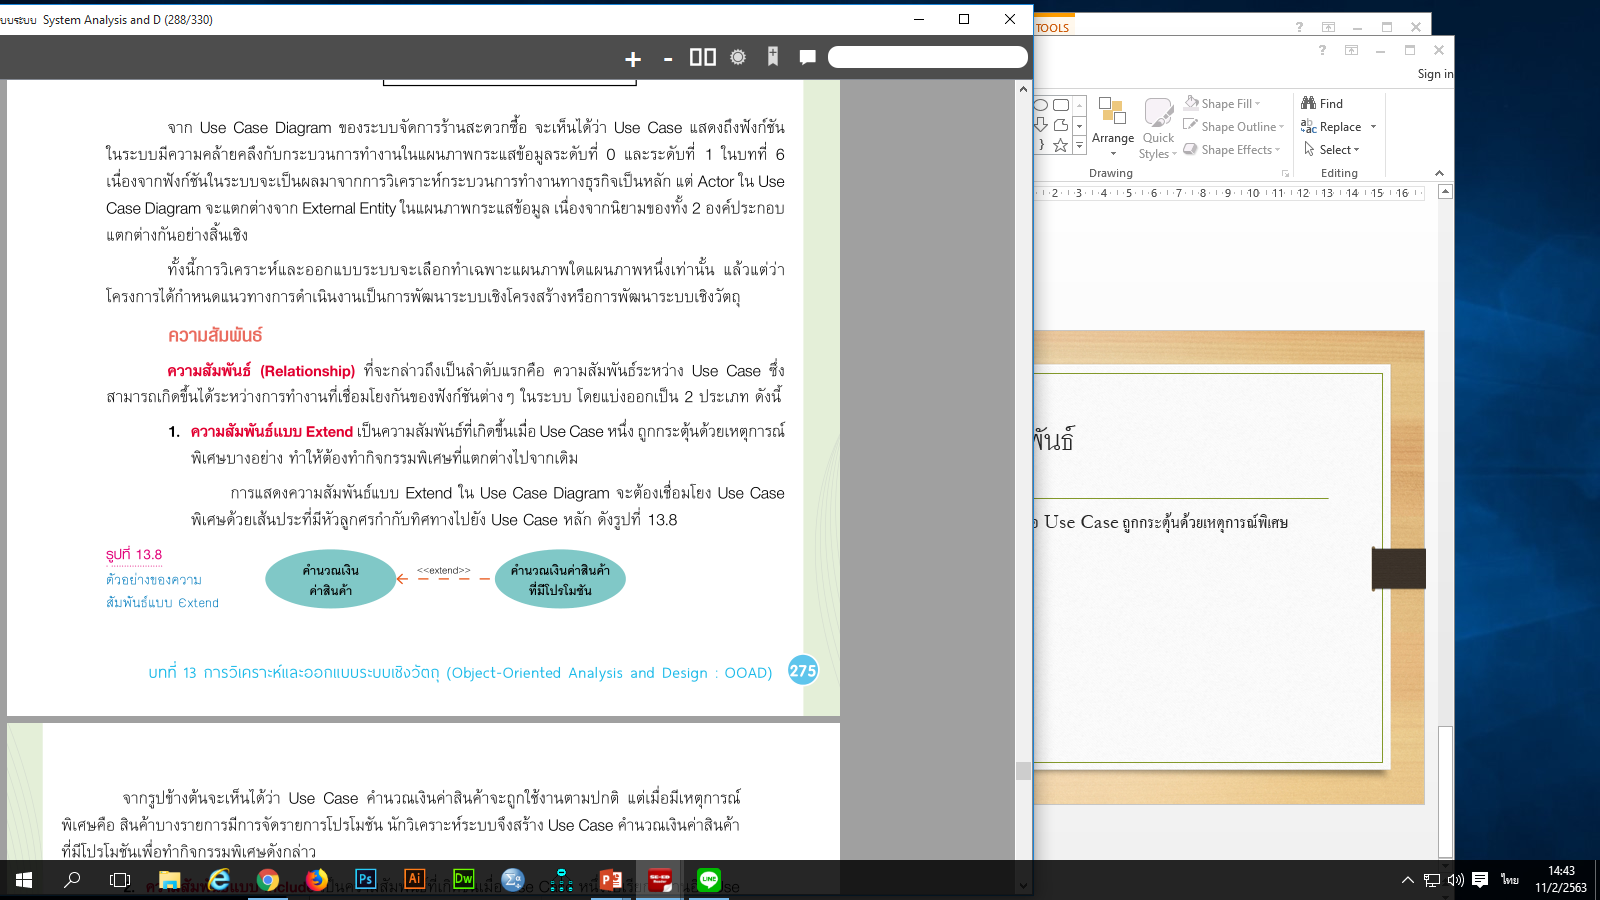 บบระบบ System Analysis and D (288/330)
จาก Use Case Diagram ของระบบจัดการร้านสะดวกซื้อ จะเห็นได้ว่า Use Case แสดงถึงฟังก์ชัน
ในระบบมีความคล้ายคลึงกับกระบวนการทำงานในแผนภาพกระแสข้อมูลระดับที่ 0 และระดับที่ 1 ในบทที่ 6
เนื่องจากฟังก์ชันในระบบจะเป็นผลมาจากการวิเคราะห์กระบวนการทำงานทางธุรกิจเป็นหลัก แต่ Actor ใน Use
Case Diagram จะแตกต่างจาก External Entity ในแผนภาพกระแสข้อมูล เนื่องจากนิยามของทั้ง 2 องค์ประกอบ
แตกต่างกันอย่างสิ้นเชิง
ทั้งนี้การวิเคราะห์และออกแบบระบบจะเลือกทำเฉพาะแผนภาพใดแผนภาพหนึ่งเท่านั้น แล้วแต่ว่า
โครงการได้กำหนดแนวทางการดำเนินงานเป็นการพัฒนาระบบเชิงโครงสร้างหรือการพัฒนาระบบเชิงวัตถุ
ความสัมพันธ์
ความสัมพันธ์ (Relationship) ที่จะกล่าวถึงเป็นลำดับแรกคือ ความสัมพันธ์ระหว่าง Use Case ซึ่ง
สามารถเกิดขึ้นได้ระหว่างการทำงานที่เชื่อมโยงกันของฟังก์ชันต่างๆ ในระบบ โดยแบ่งออกเป็น 2 ประเภท ดังนี้
1. ความสัมพันธ์แบบ Extend เป็นความสัมพันธ์ที่เกิดขึ้นเมื่อ Use Case หนึ่ง ถูกกระตุ้นด้วยเหตุการณ์
พิเศษบางอย่าง ทำให้ต้องทำกิจกรรมพิเศษที่แตกต่างไปจากเดิม
การแสดงความสัมพันธ์แบบ Extend ใน Use Case Diagram จะต้องเชื่อมโยง Use Case
พิเศษด้วยเส้นประที่มีหัวลูกศรกำกับทิศทางไปยัง Use Case หลัก ดังรูปที่ 13.8
รูปที่ 13.8
ตัวอย่างของความ
สัมพันธ์แบบ Extend
คำนวณเงิน
ค่าสินค้า
<<extend>>
คำนวณเงินค่าสินค้า
ที่มีโปรโมชัน
บทที่ 13 การวิเคราะห์และออกแบบระบบเชิงวัตถุ (Object-Oriented Analysis and Design : OOAD) 275
จากรูปข้างต้นจะเห็นได้ว่า Use Case คำนวณเงินค่าสินค้าจะถูกใช้งานตามปกติ แต่เมื่อมีเหตุการณ์
พิเศษคือ สินค้าบางรายการมีการจัดรายการโปรโมชัน นักวิเคราะห์ระบบจึงสร้าง Use Case คำนวณเงินค่าสินค้า
ที่มีโปรโมชันเพื่อทำกิจกรรมพิเศษดังกล่าว
TOOLS
Sign in
Arrange
Quick
Styles
Shape Fill
Shape Outline
Shape Effects
Drawing
Find
Replace
Select
Editing
2 3 4 5 6 7 8 9 10 11 12 13 14 15 16
พันธ์
Use Case ถูกกระตุ้นด้วยเหตุการณ์พิเศษ
Ps
Ai
Dw
SE-ED
LINE
ไทย
14:43
11/2/2563